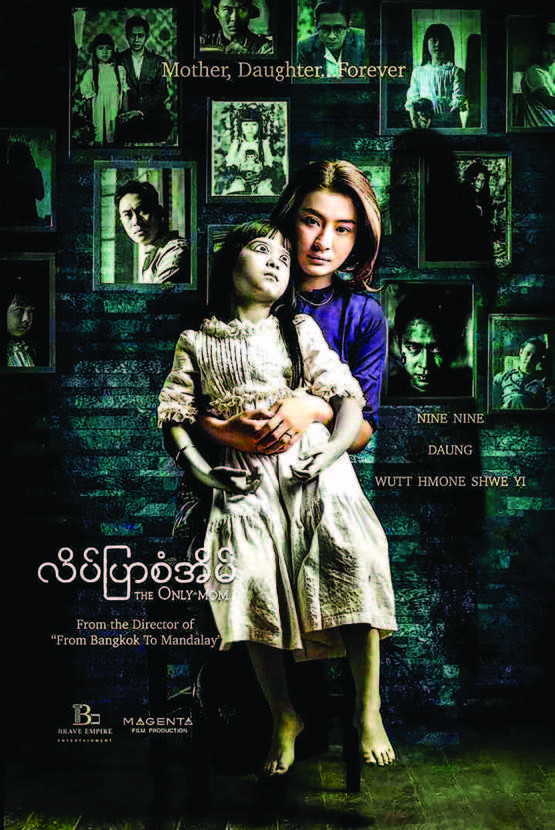 Mother, Daughter...Forever
NINE NINE
DAUNG
WUTT HMONE SHWE YI
လိပ်ပြာစံအိမ်
THE ONLY MOM
From the Director of
"From Bangkok To Mandalay"
BRAVE EMPIRE
ENTERTAINMENT
MAGENTA
FILM PRODUCTION